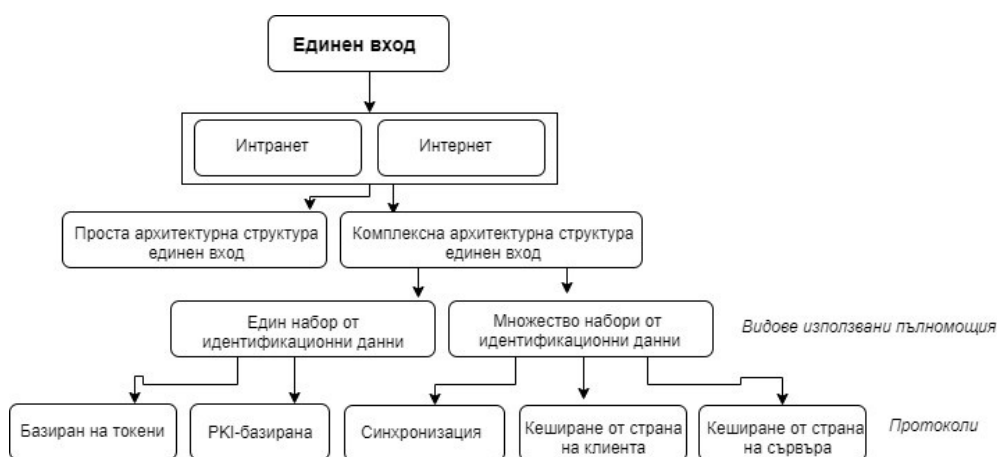 Единен вход
Интранет
Интернет
Проста архитектурна структура
единен вход
Комплексна архитектурна структура
единен вход
Един набор от
идентификационни данни
Множество набори от
идентификационни данни
Видове използвани пълномощия
Базиран на токени
PKI-базирана
Синхронизация
Кеширане от страна
на клиента
Кеширане от страна
на сървъра
Протоколи